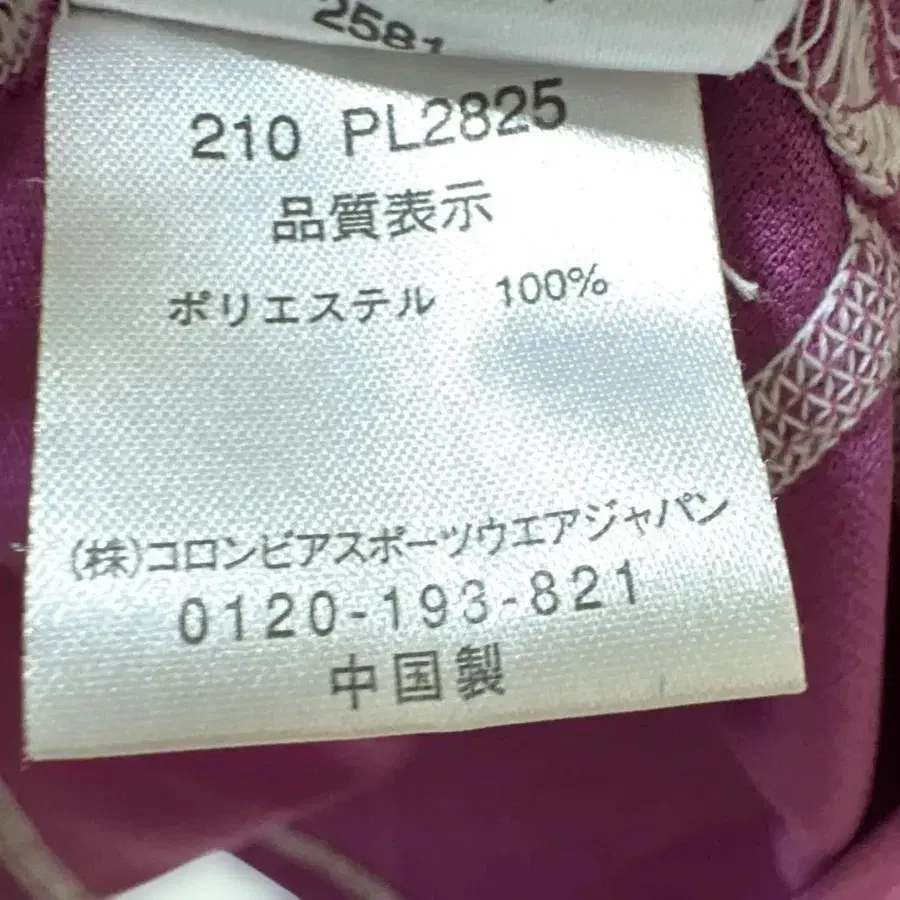 2581
210 PL2825
品質表示
ポリエステル 100%
(株)コロンビアスポーツウエアジャパン
0120-193-821
中国製